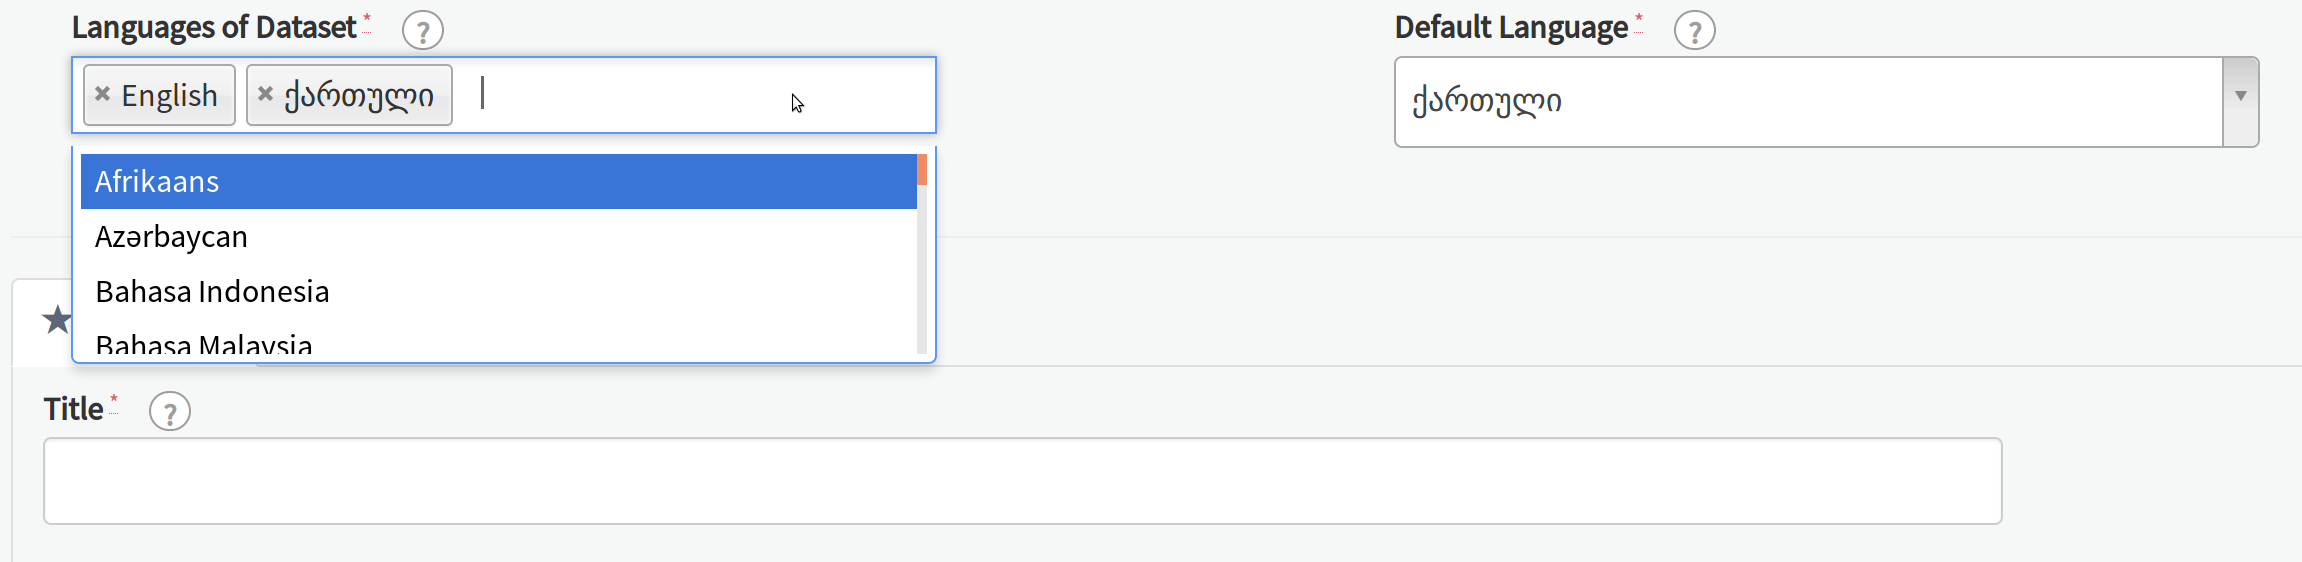 Languages of Dataset * ?
English ქართული
Afrikaans
Azərbaycan
Bahasa Indonesia
Bahasa Malaysia
Default Language * ?
ქართული
Title * ?